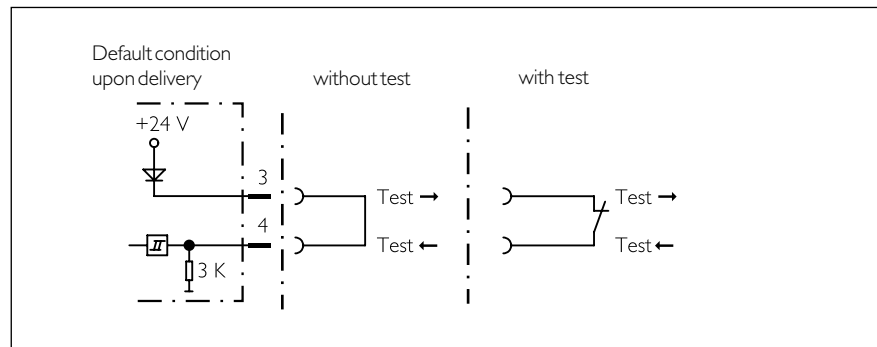 Default condition
upon delivery
without test
with test
+24 V
3
Test →
Test →
4
Test ←
Test ←
3 K